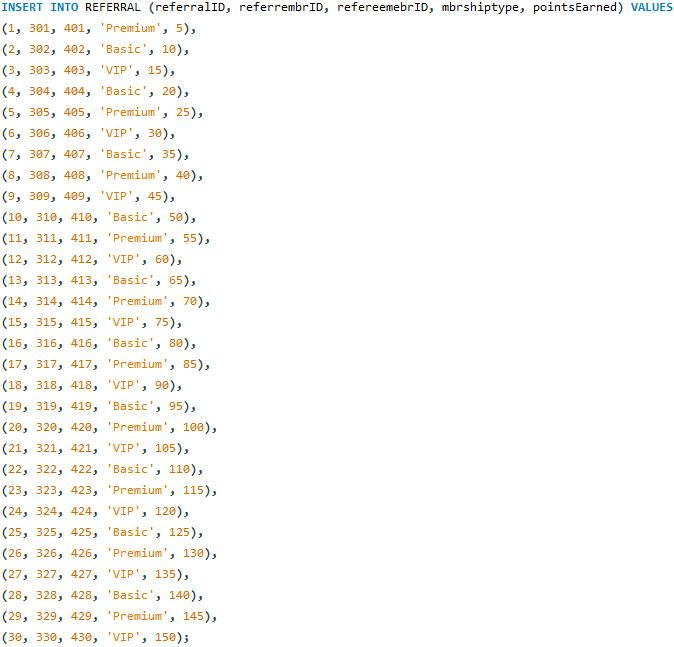 INSERT INTO REFERRAL (referralID, referrembrID, refereemebrID, mbrshiptype, pointsEarned) VALUES
(1, 301, 401, 'Premium', 5),
(2, 302, 402, 'Basic', 10),
(3, 303, 403, 'VIP', 15),
(4, 304, 404, 'Basic', 20),
(5, 305, 405, 'Premium', 25),
(6, 306, 406, 'VIP', 30),
(7, 307, 407, 'Basic', 35),
(8, 308, 408, 'Premium', 40),
(9, 309, 409, 'VIP', 45),
(10, 310, 410, 'Basic', 50),
(11, 311, 411, 'Premium', 55),
(12, 312, 412, 'VIP', 60),
(13, 313, 413, 'Basic', 65),
(14, 314, 414, 'Premium', 70),
(15, 315, 415, 'VIP', 75),
(16, 316, 416, 'Basic', 80),
(17, 317, 417, 'Premium', 85),
(18, 318, 418, 'VIP', 90),
(19, 319, 419, 'Basic', 95),
(20, 320, 420, 'Premium', 100),
(21, 321, 421, 'VIP', 105),
(22, 322, 422, 'Basic', 110),
(23, 323, 423, 'Premium', 115),
(24, 324, 424, 'VIP', 120),
(25, 325, 425, 'Basic', 125),
(26, 326, 426, 'Premium', 130),
(27, 327, 427, 'VIP', 135),
(28, 328, 428, 'Basic', 140),
(29, 329, 429, 'Premium', 145),
(30, 330, 430, 'VIP', 150);